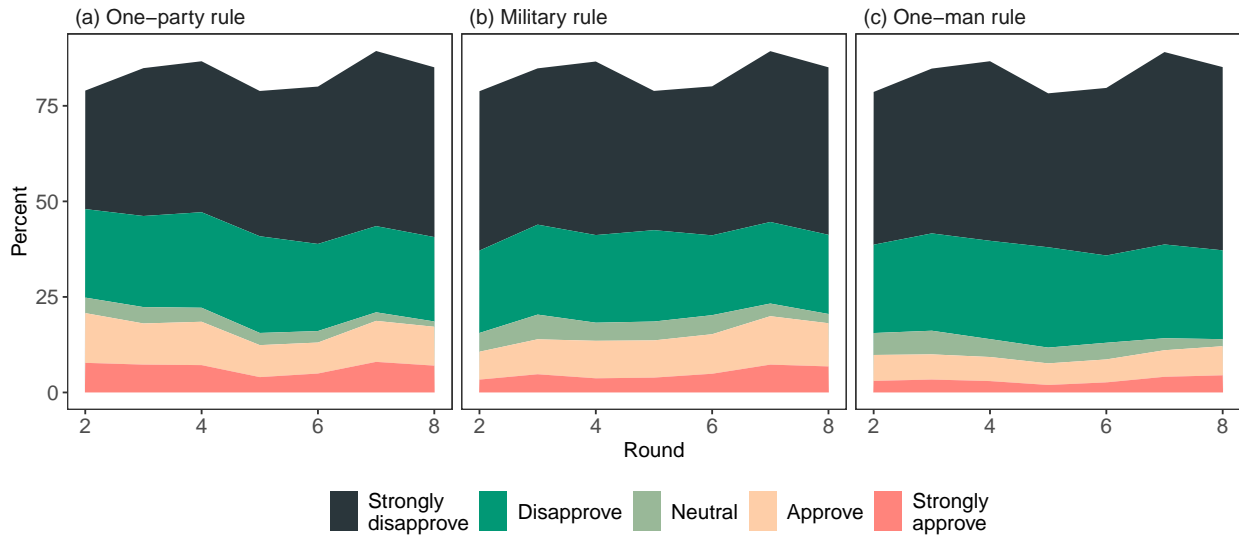 (a) One−party rule
(b) Military rule
(c) One−man rule
Percent
75
50
25
0
2 4 6 8
2 4 6 8
2 4 6 8
Round
Strongly
disapprove
Disapprove
Neutral
Approve
Strongly
approve